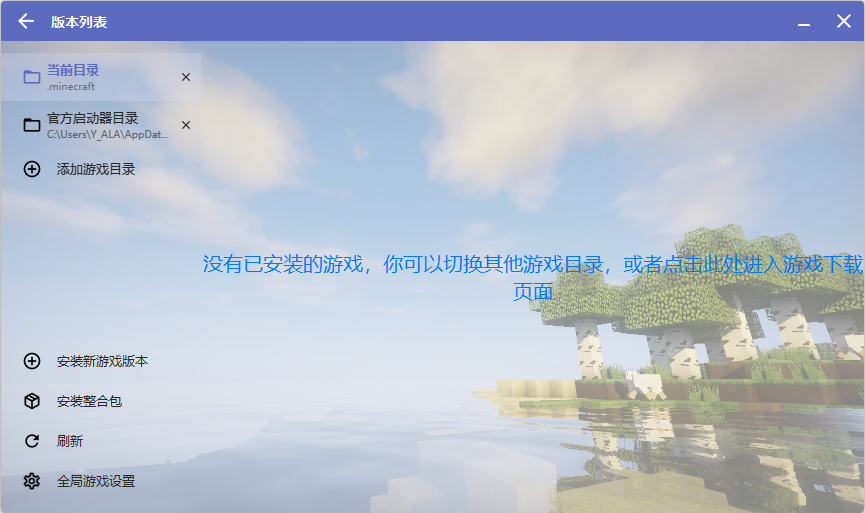 版本列表
当前目录
.minecraft
官方启动器目录
C:\Users\Y_ALA\AppDat...
添加游戏目录
没有已安装的游戏，你可以切换其他游戏目录，或者点击此处进入游戏下载
页面
安装新游戏版本
安装整合包
刷新
全局游戏设置